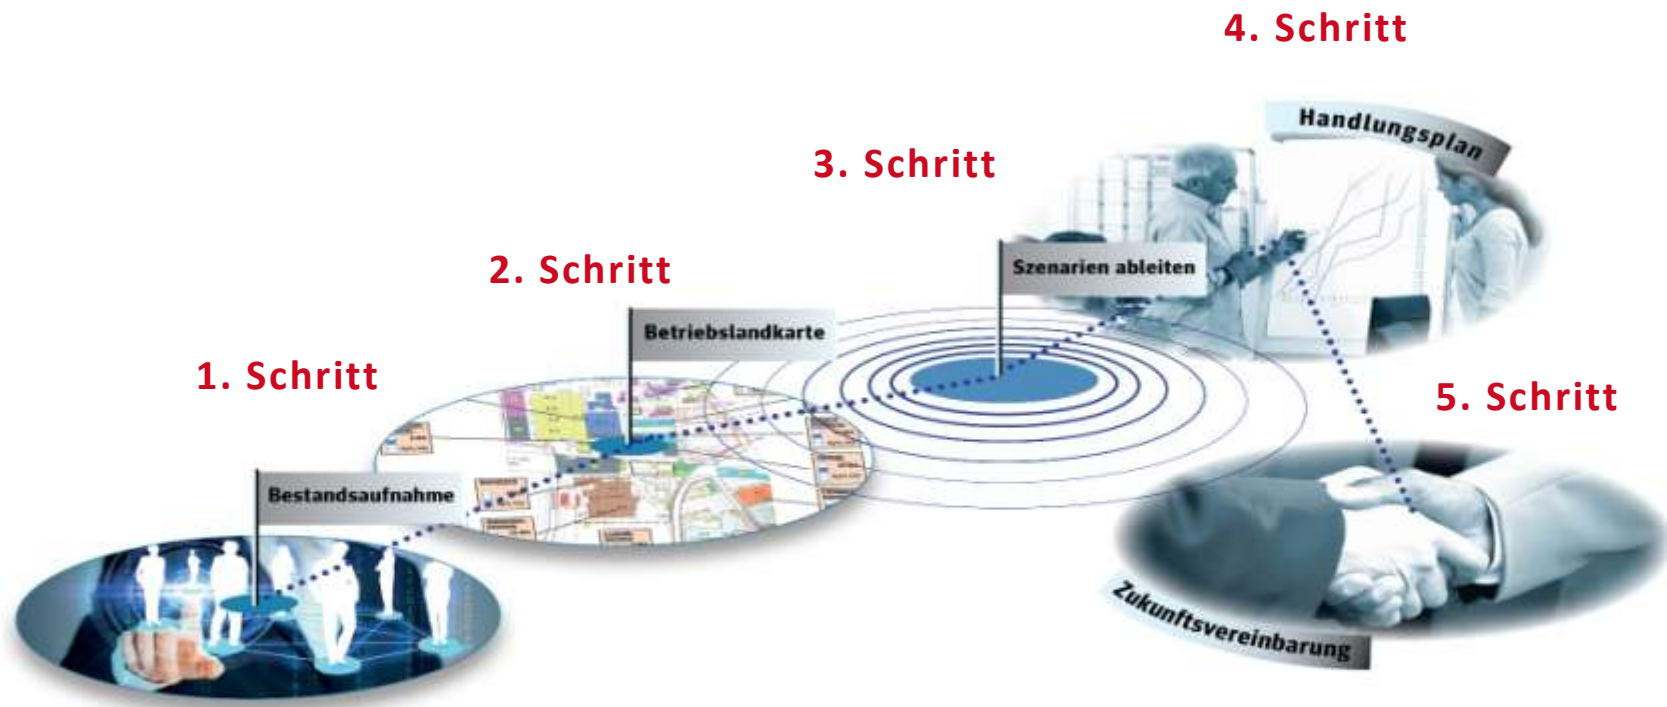 1. Schritt
Bestandsaufnahme
2. Schritt
Betriebslandkarte
3. Schritt
Szenarien ableiten
4. Schritt
Handlungsplan
5. Schritt
Zukunftsvereinbarung